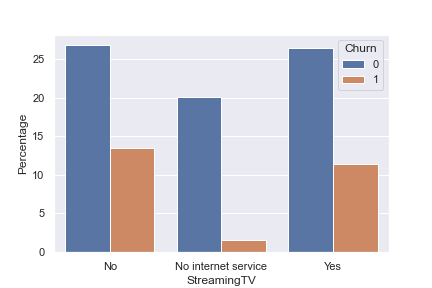 Churn
0
1
25
20
15
10
5
0
Percentage
No
No internet service
Yes
StreamingTV